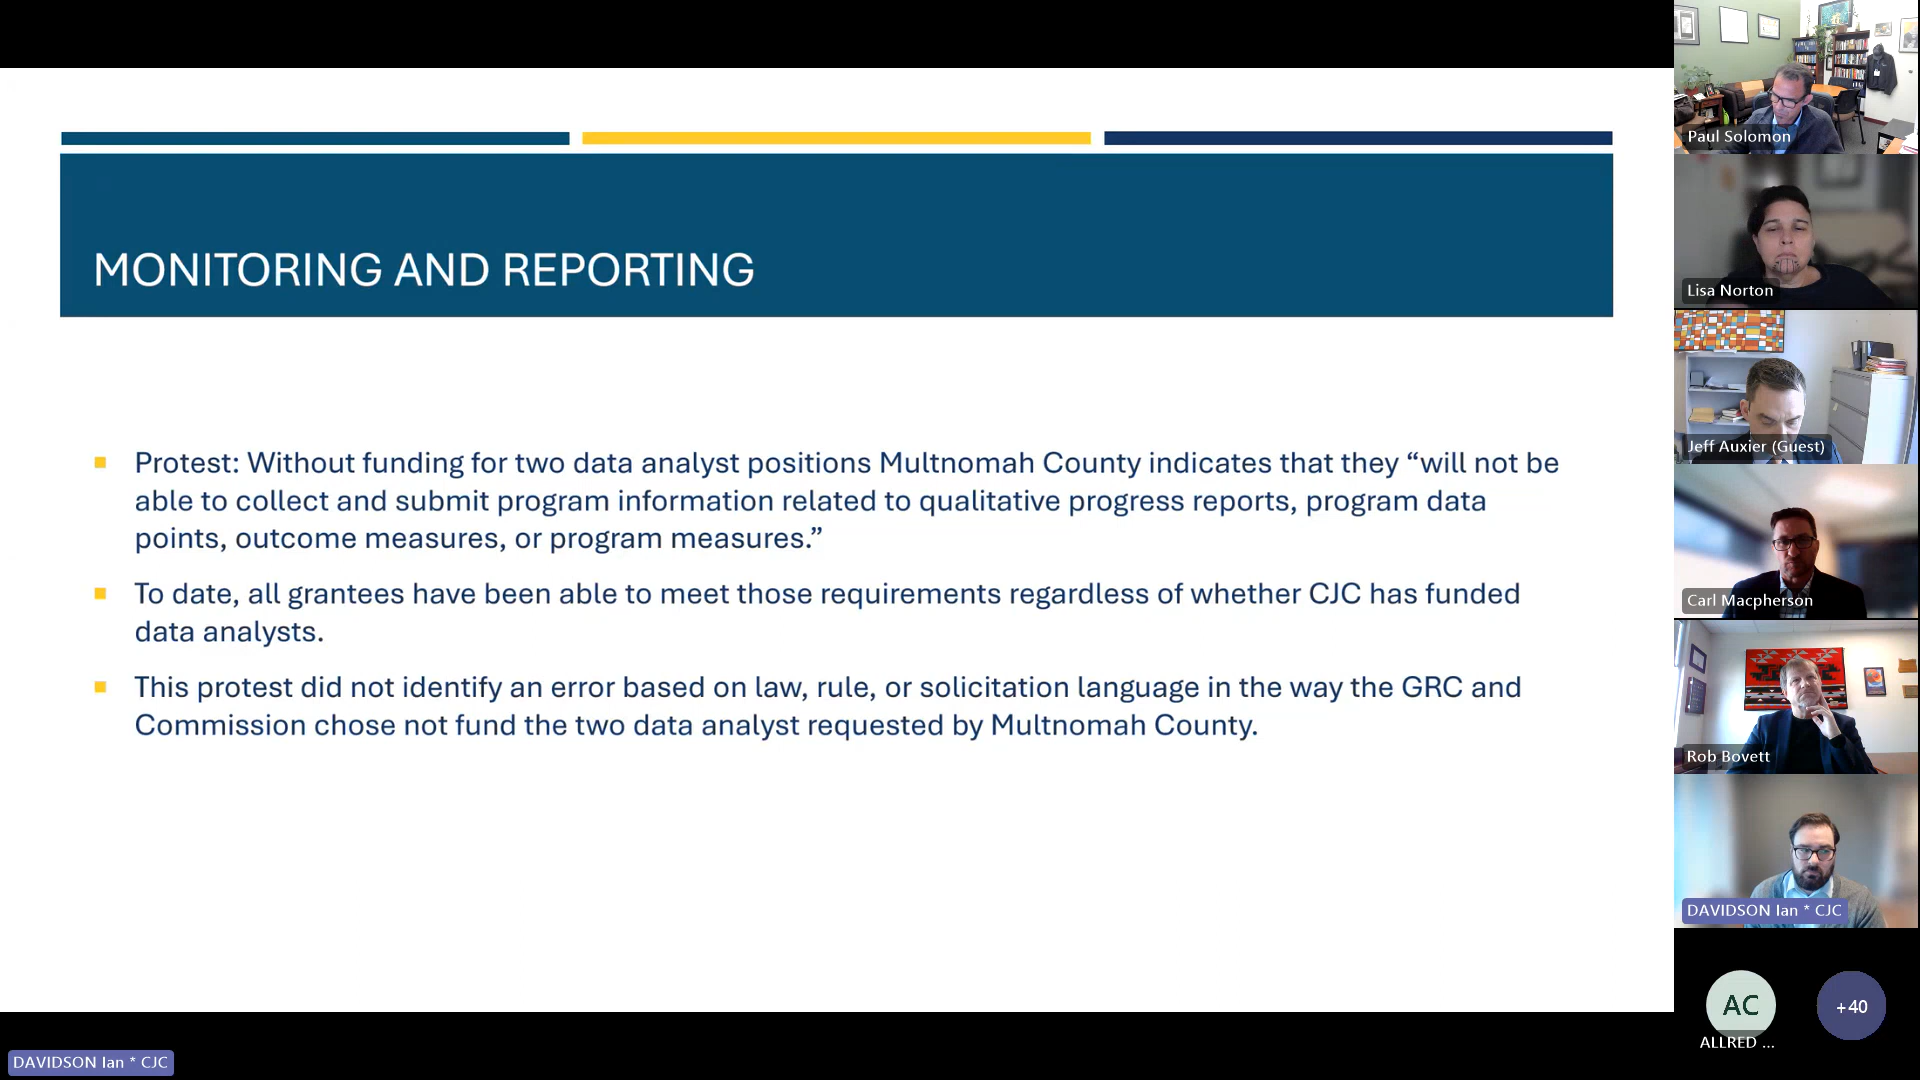 MONITORING AND REPORTING
Protest: Without funding for two data analyst positions Multnomah County indicates that they “will not be
able to collect and submit program information related to qualitative progress reports, program data
points, outcome measures, or program measures.”
To date, all grantees have been able to meet those requirements regardless of whether CJC has funded
data analysts.
This protest did not identify an error based on law, rule, or solicitation language in the way the GRC and
Commission chose not fund the two data analyst requested by Multnomah County.
Paul Solomon
Lisa Norton
Jeff Auxier (Guest)
Carl Macpherson
Rob Bovett
DAVIDSON Ian * CJC
AC
+40
ALLRED ...
DAVIDSON Ian * CJC